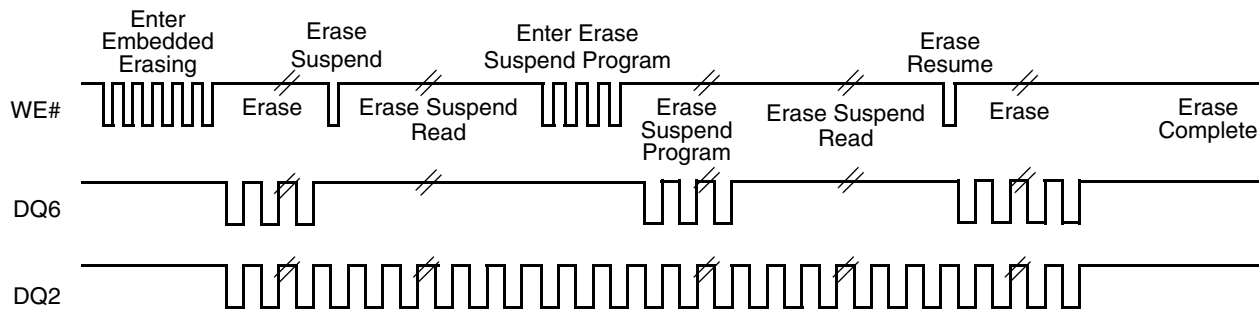 Enter
Embedded
Erasing
Erase
Suspend
Enter Erase
Suspend Program
Erase
Resume
WE#
Erase
Erase Suspend
Read
Erase
Suspend
Program
Erase Suspend
Read
Erase
Erase
Complete
DQ6
DQ2